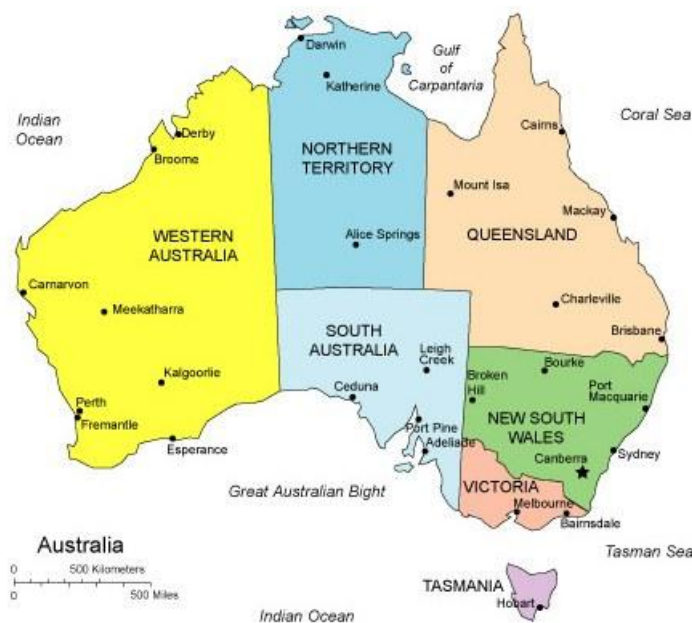 Darwin
Gulf
of
Carpantaria
Katherine
Indian
Ocean
Coral Sea
Cairns
Derby
Broome
NORTHERN
TERRITORY
Mount Isa
Mackay
WESTERN
AUSTRALIA
Alice Springs
QUEENSLAND
Carnarvon
Meekatharra
Charleville
SOUTH
AUSTRALIA
Brisbane
Leigh
Creek
Bourke
Broken
Hill
Kalgoorlie
Ceduna
Port
Macquarie
Perth
Fremantle
Port Pine
NEW SOUTH
WALES
Adeliade
Esperance
Sydney
Canberra
Great Australian Bight
VICTORIA
Melbourne
Bairnsdale
Australia
Tasman Sea
0 500 Kilometers
0 500 Miles
TASMANIA
Hobart
Indian Ocean